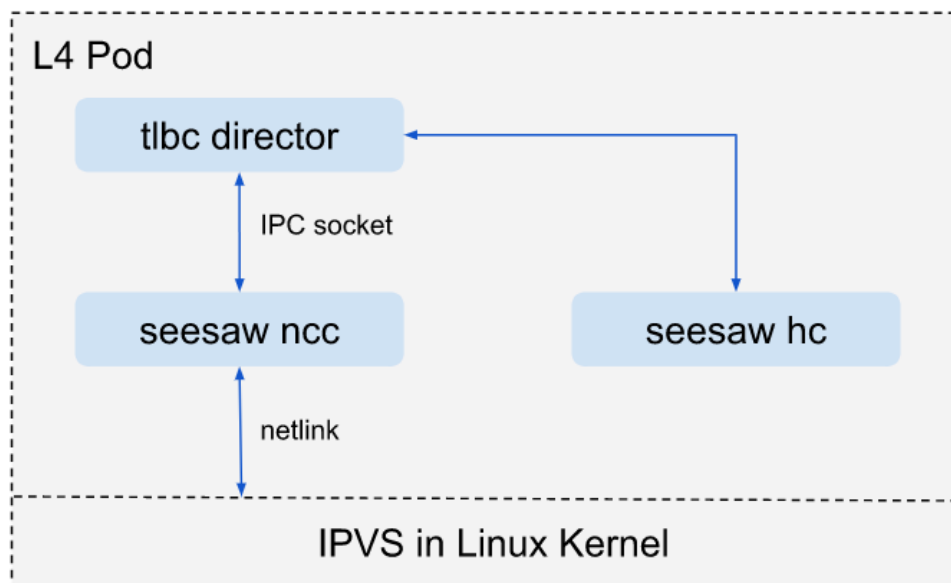 L4 Pod
tlbc director
IPC socket
seesaw ncc
seesaw hc
netlink
IPVS in Linux Kernel